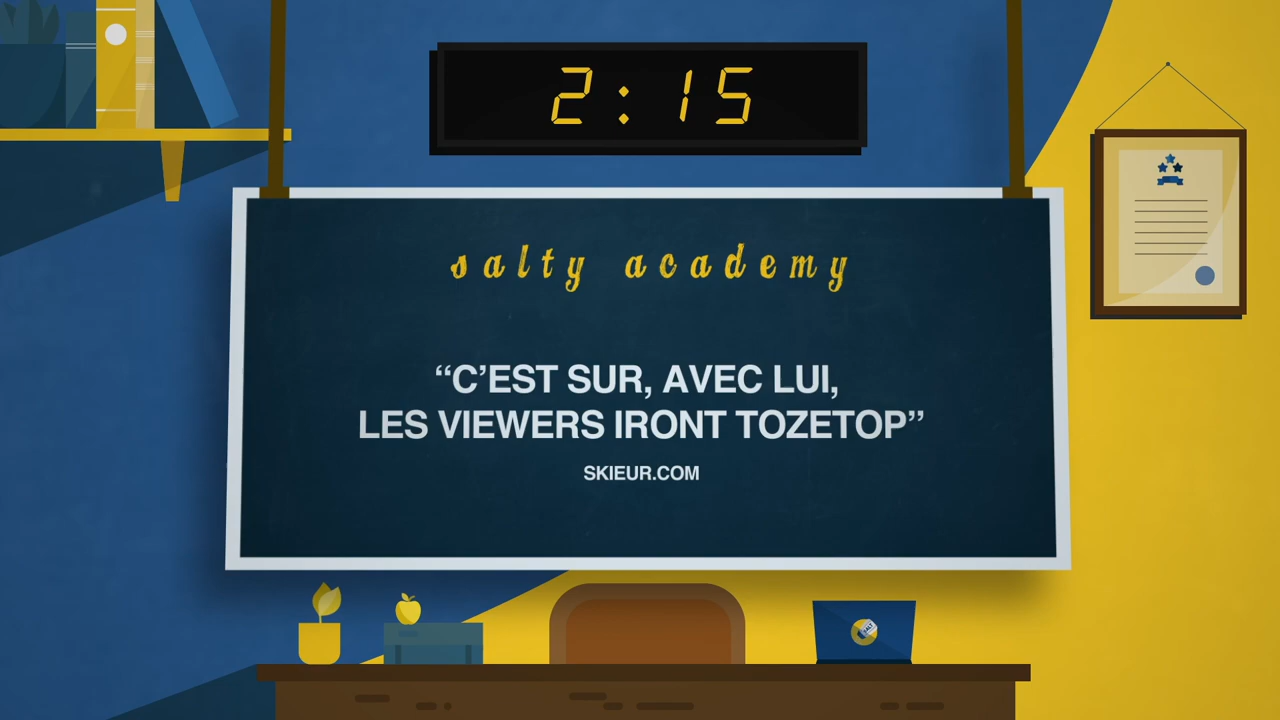 2:15
salty academy
“C’EST SUR, AVEC LUI,
LES VIEWERS IRONT TOZETOP”
SKIEUR.COM